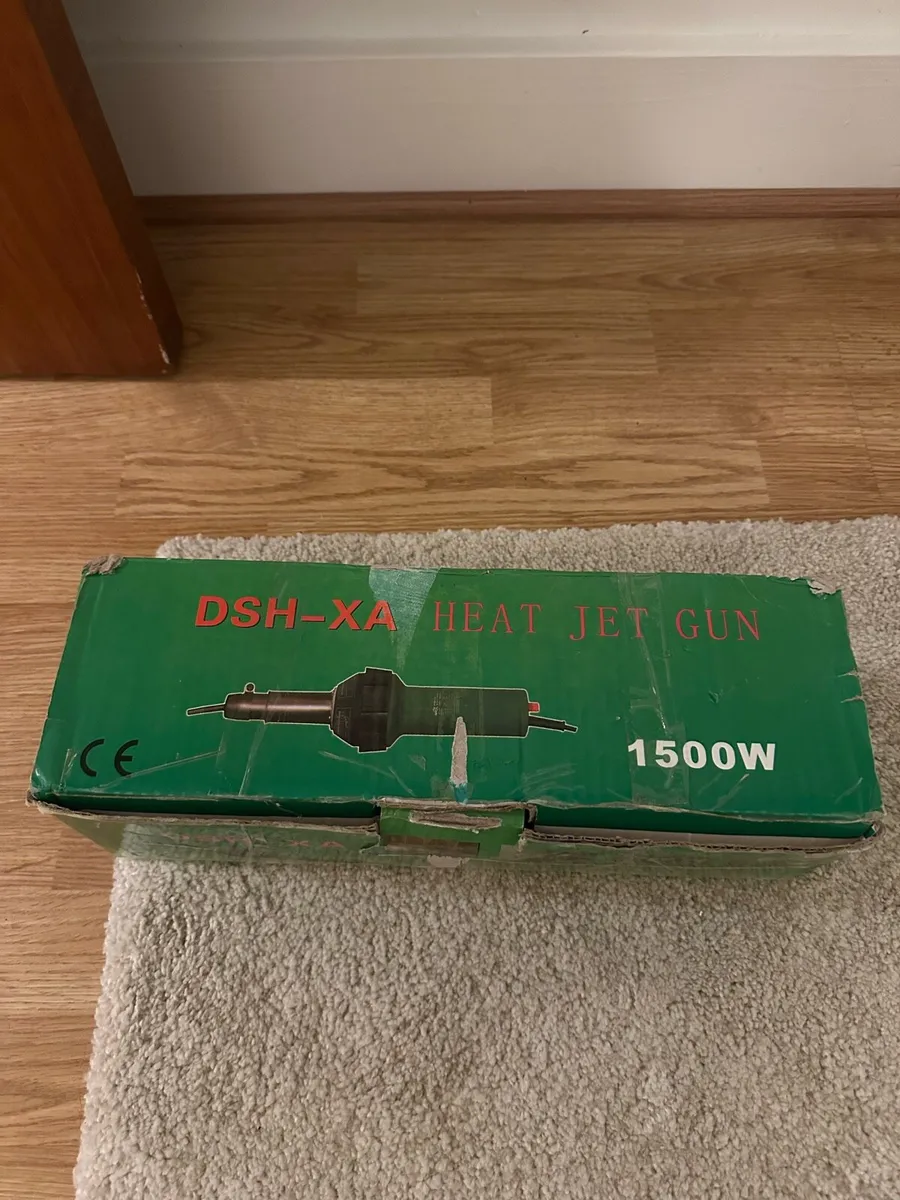 DSH-XA HEAT JET GUN
CE
1500W